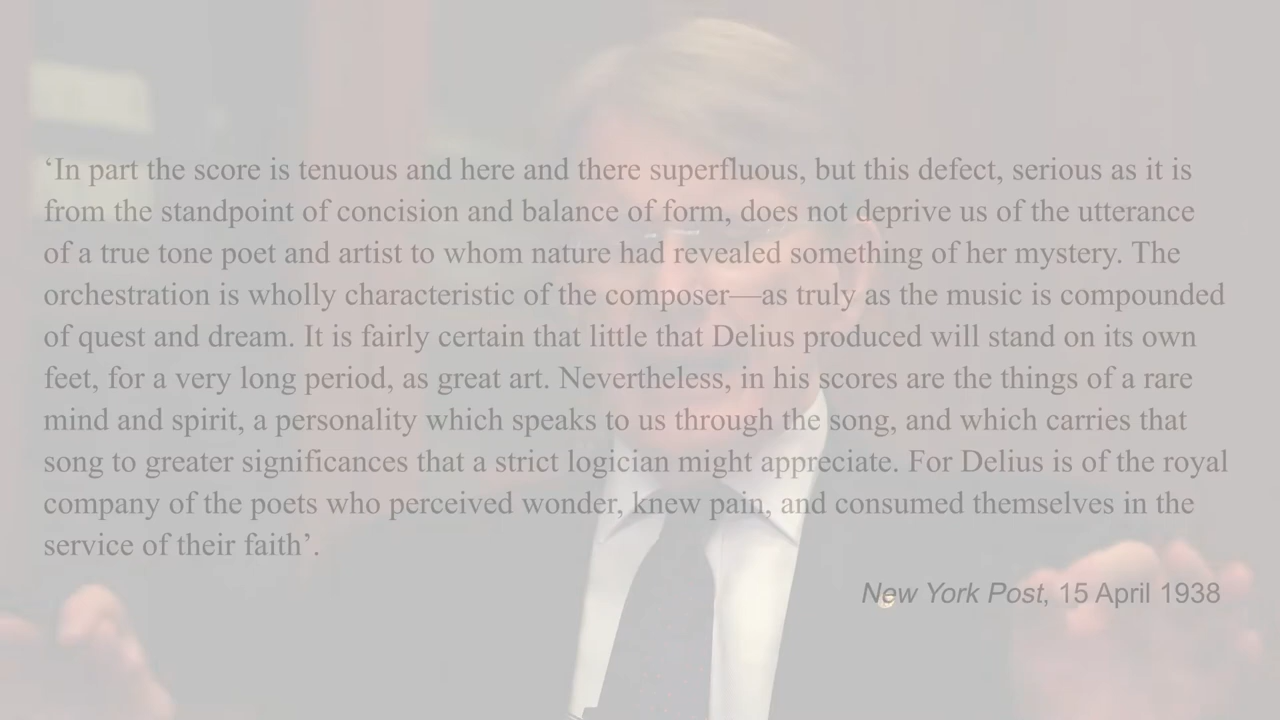 ‘In part the score is tenuous and here and there superfluous, but this defect, serious as it is
from the standpoint of concision and balance of form, does not deprive us of the utterance
of a true tone poet and artist to whom nature had revealed something of her mystery. The
orchestration is wholly characteristic of the composer—as truly as the music is compounded
of quest and dream. It is fairly certain that little that Delius produced will stand on its own
feet, for a very long period, as great art. Nevertheless, in his scores are the things of a rare
mind and spirit, a personality which speaks to us through the song, and which carries that
song to greater significances that a strict logician might appreciate. For Delius is of the royal
company of the poets who perceived wonder, knew pain, and consumed themselves in the
service of their faith’.
New York Post, 15 April 1938